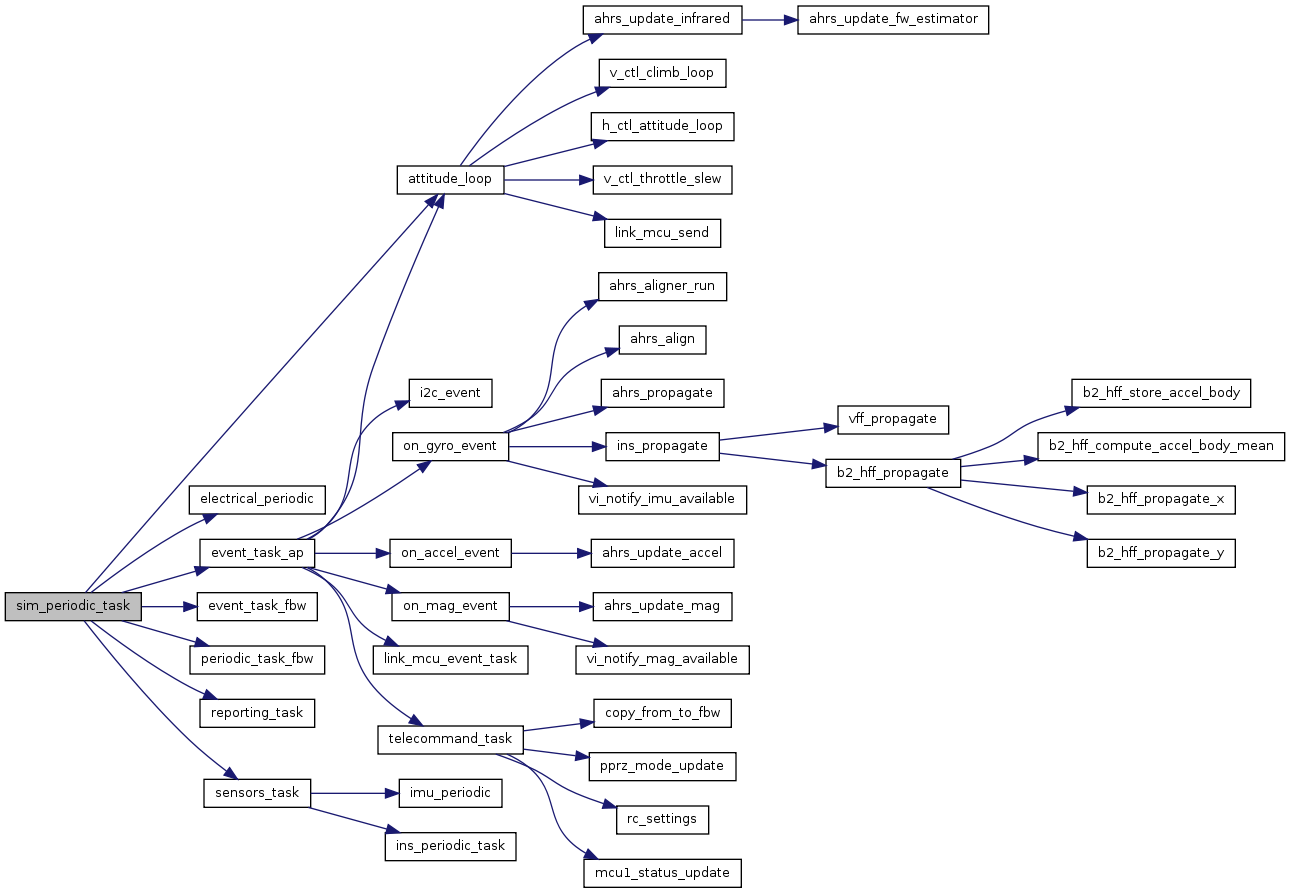 ahrs_update_infrared
ahrs_update_fw_estimator
v_ctl_climb_loop
h_ctl_attitude_loop
attitude_loop
v_ctl_throttle_slew
link_mcu_send
ahrs_aligner_run
ahrs_align
i2c_event
ahrs_propagate
b2_hff_store_accel_body
vff_propagate
on_gyro_event
ins_propagate
b2_hff_compute_accel_body_mean
b2_hff_propagate
electrical_periodic
vi_notify_imu_available
b2_hff_propagate_x
event_task_ap
on_accel_event
ahrs_update_accel
b2_hff_propagate_y
sim_periodic_task
event_task_fbw
on_mag_event
ahrs_update_mag
periodic_task_fbw
link_mcu_event_task
vi_notify_mag_available
reporting_task
copy_from_to_fbw
telecommand_task
pprz_mode_update
sensors_task
imu_periodic
rc_settings
ins_periodic_task
mcu1_status_update